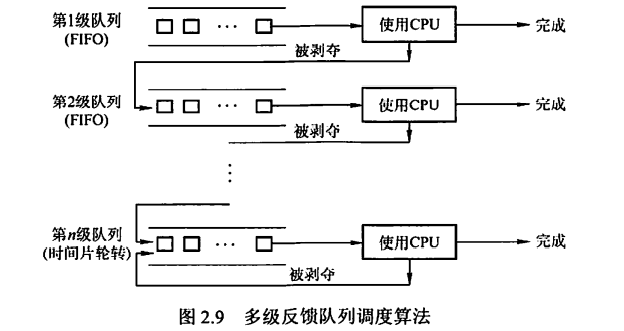 第1级队列
(FIFO)
··· 使用CPU 完成
被剥夺
第2级队列
(FIFO)
··· 使用CPU 完成
被剥夺
第n级队列
(时间片轮转)
··· 使用CPU 完成
被剥夺
图 2.9 多级反馈队列调度算法